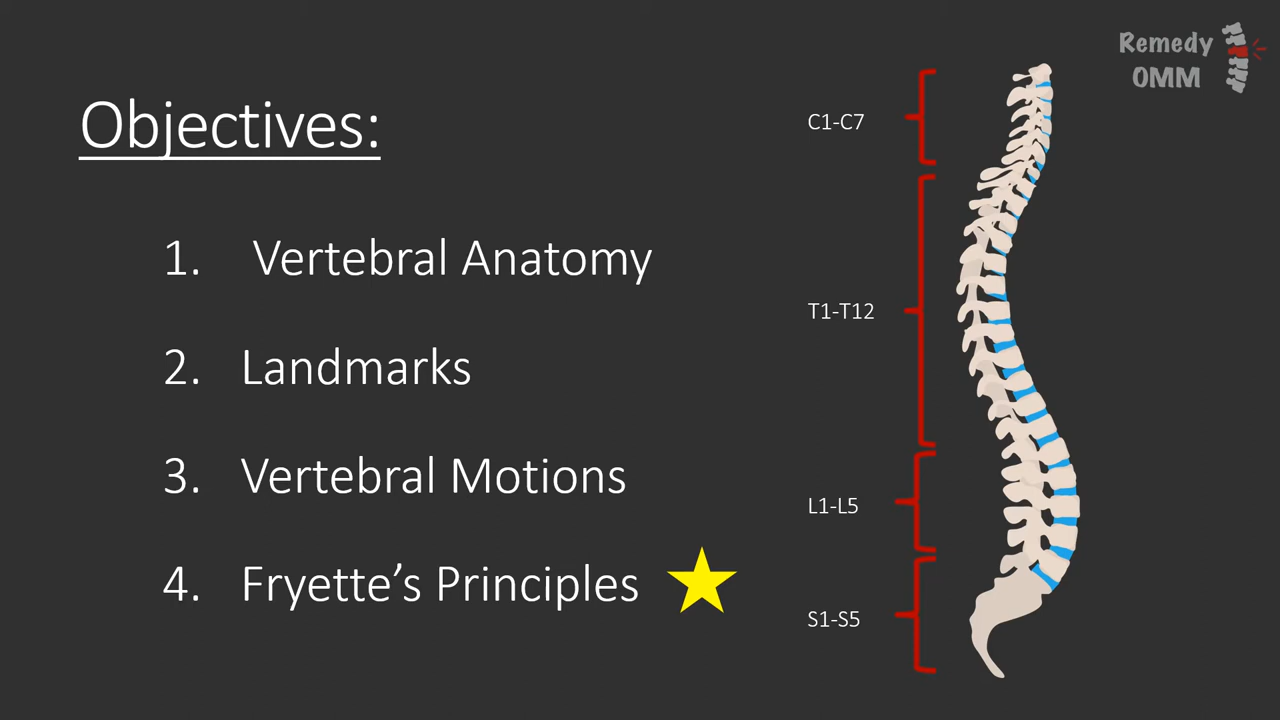 Remedy
OMM
Objectives:
1. Vertebral Anatomy
2. Landmarks
3. Vertebral Motions
4. Fryette’s Principles
C1-C7
T1-T12
L1-L5
S1-S5